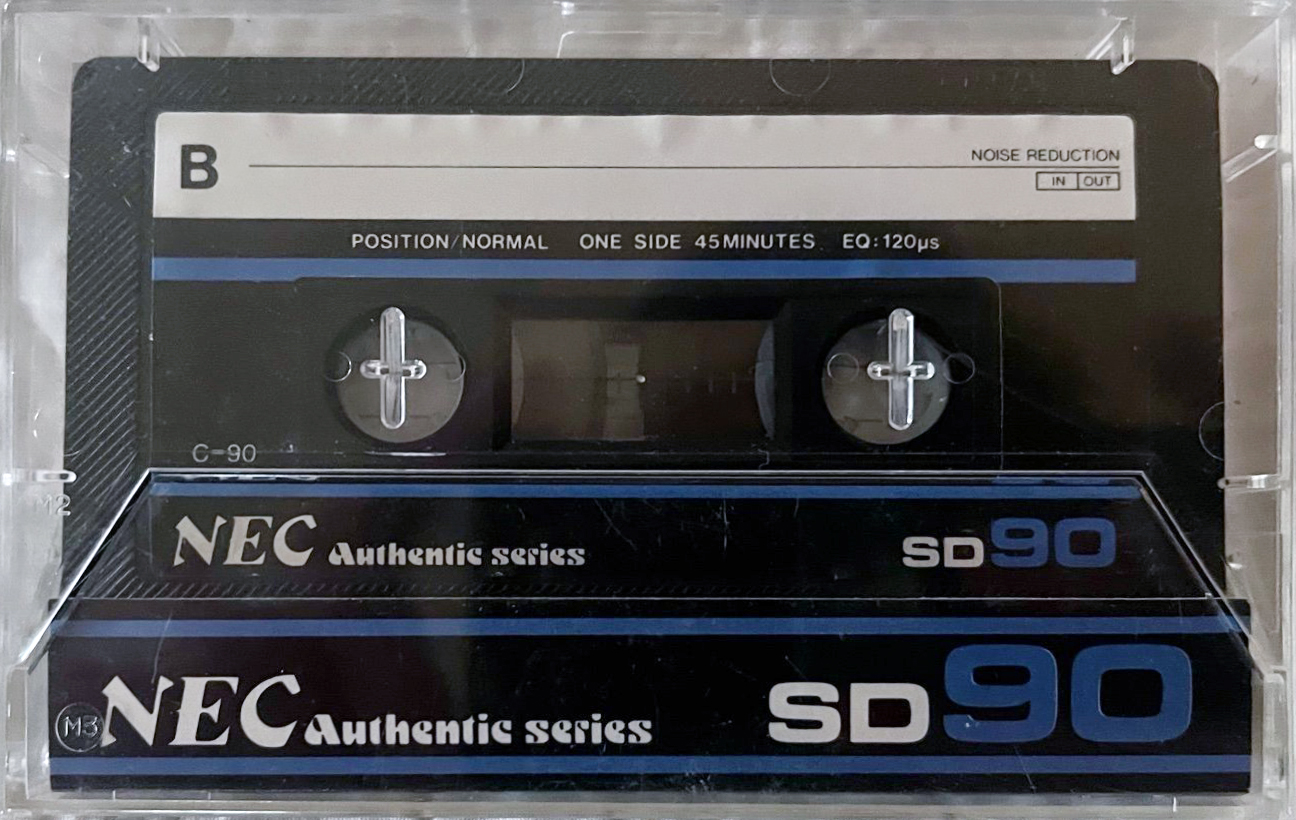 B
NOISE REDUCTION
IN OUT
POSITION/NORMAL ONE SIDE 45MINUTES EQ:120µs
C-90
M2
NEC Authentic series SD90
M3 NEC Authentic series SD90